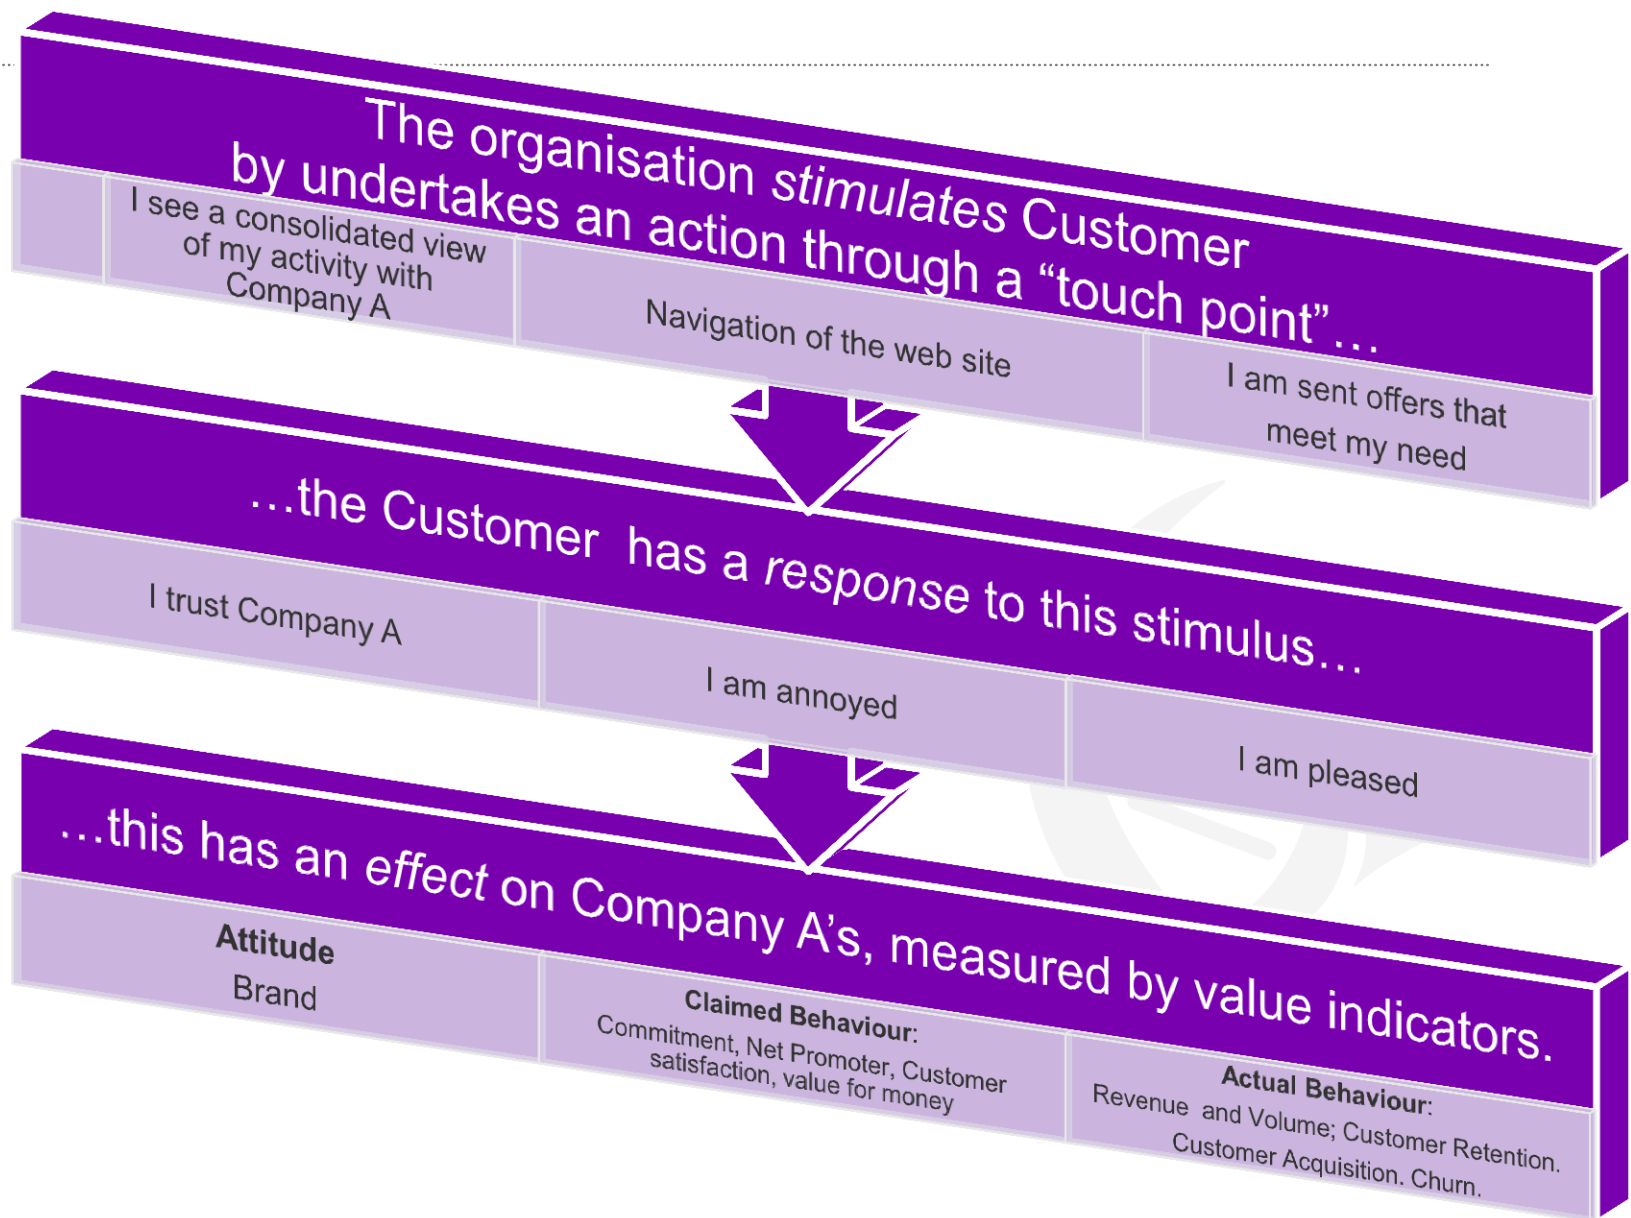 The organisation stimulates Customer
by undertakes an action through a “touch point”…
I see a consolidated view
of my activity with
Company A
Navigation of the web site
I am sent offers that
meet my need
…the Customer  has a response to this stimulus…
I trust Company A
I am annoyed
I am pleased
…this has an effect on Company A’s, measured by value indicators.
Attitude
Brand
Claimed Behaviour:
Commitment, Net Promoter, Customer
satisfaction, value for money
Actual Behaviour:
Revenue  and Volume; Customer Retention.
Customer Acquisition. Churn.